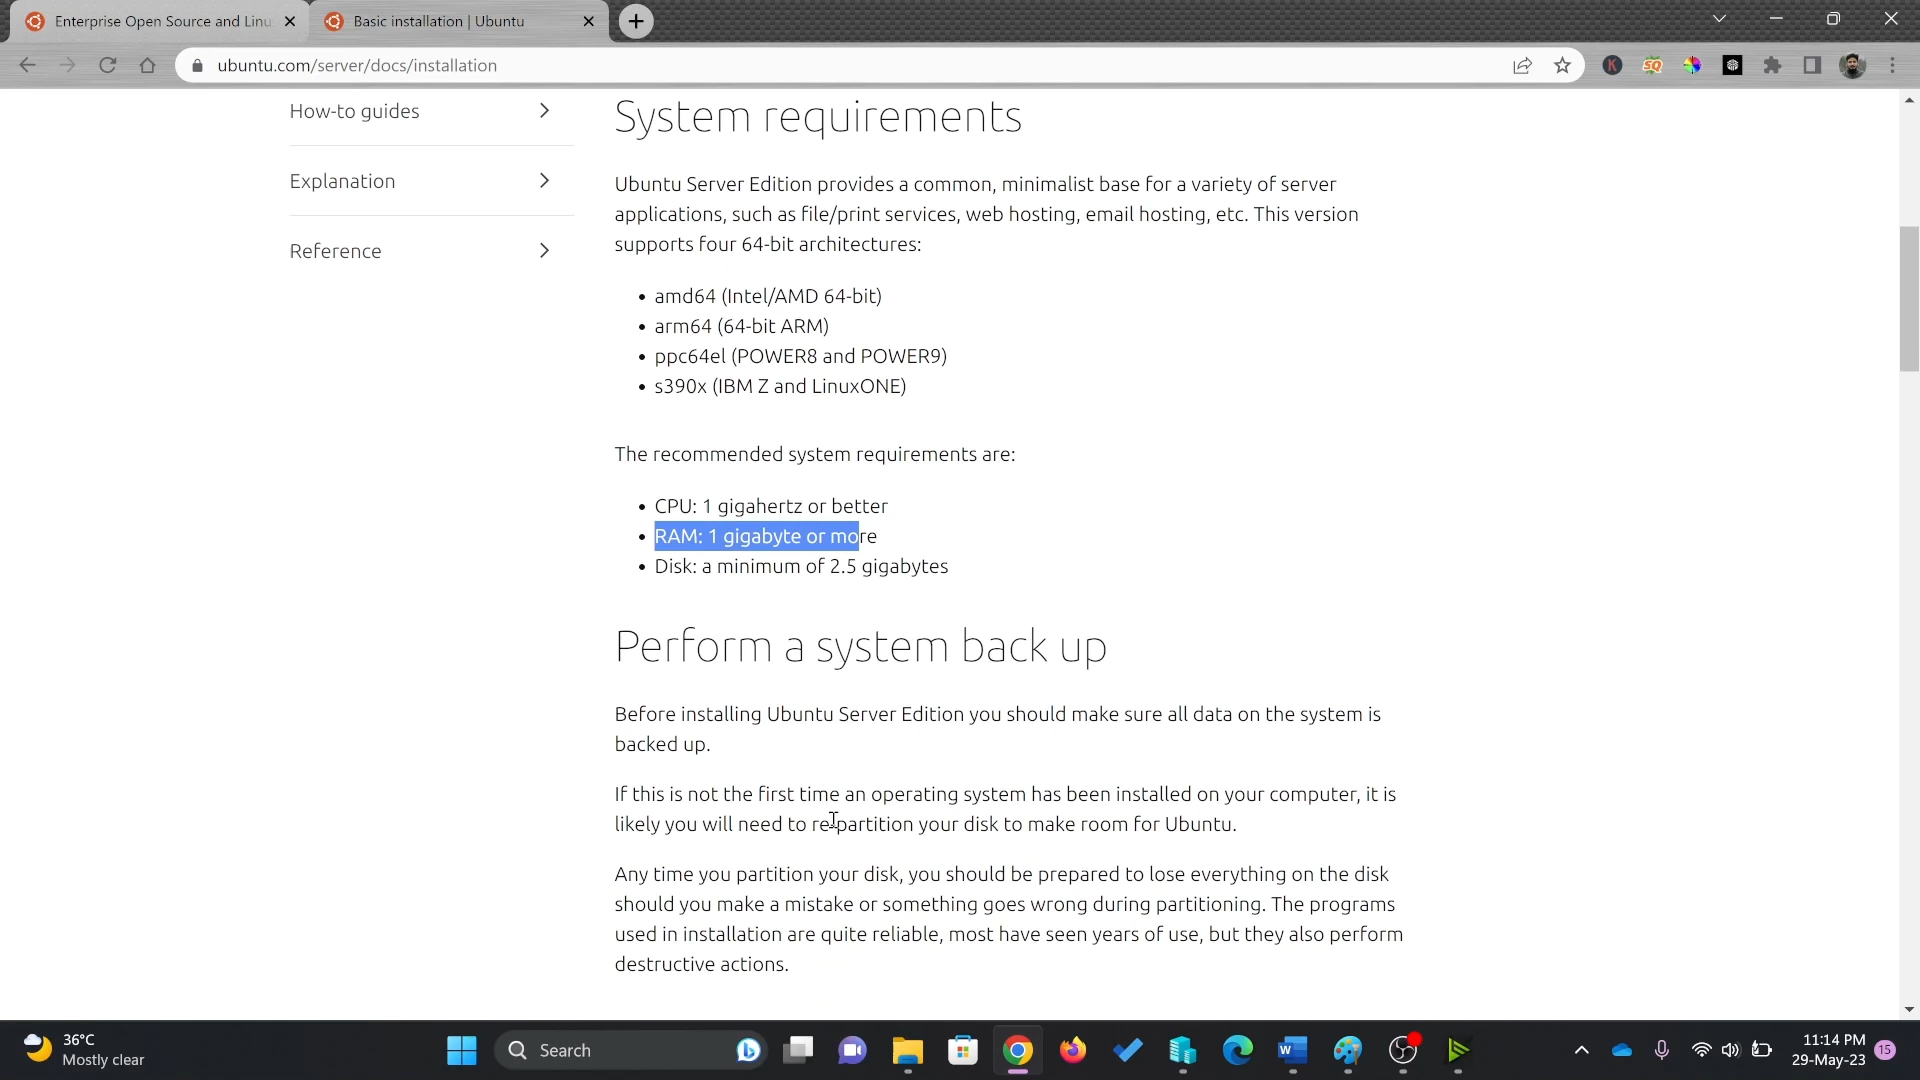 Enterprise Open Source and Linu
Basic installation | Ubuntu
ubuntu.com/server/docs/installation
How-to guides
Explanation
Reference
System requirements
Ubuntu Server Edition provides a common, minimalist base for a variety of server
applications, such as file/print services, web hosting, email hosting, etc. This version
supports four 64-bit architectures:
• amd64 (Intel/AMD 64-bit)
• arm64 (64-bit ARM)
• ppc64el (POWER8 and POWER9)
• s390x (IBM Z and LinuxONE)
The recommended system requirements are:
• CPU: 1 gigahertz or better
• RAM: 1 gigabyte or more
• Disk: a minimum of 2.5 gigabytes
Perform a system back up
Before installing Ubuntu Server Edition you should make sure all data on the system is
backed up.
If this is not the first time an operating system has been installed on your computer, it is
likely you will need to re-partition your disk to make room for Ubuntu.
Any time you partition your disk, you should be prepared to lose everything on the disk
should you make a mistake or something goes wrong during partitioning. The programs
used in installation are quite reliable, most have seen years of use, but they also perform
destructive actions.
36°C
Mostly clear
Search
11:14 PM
29-May-23
15